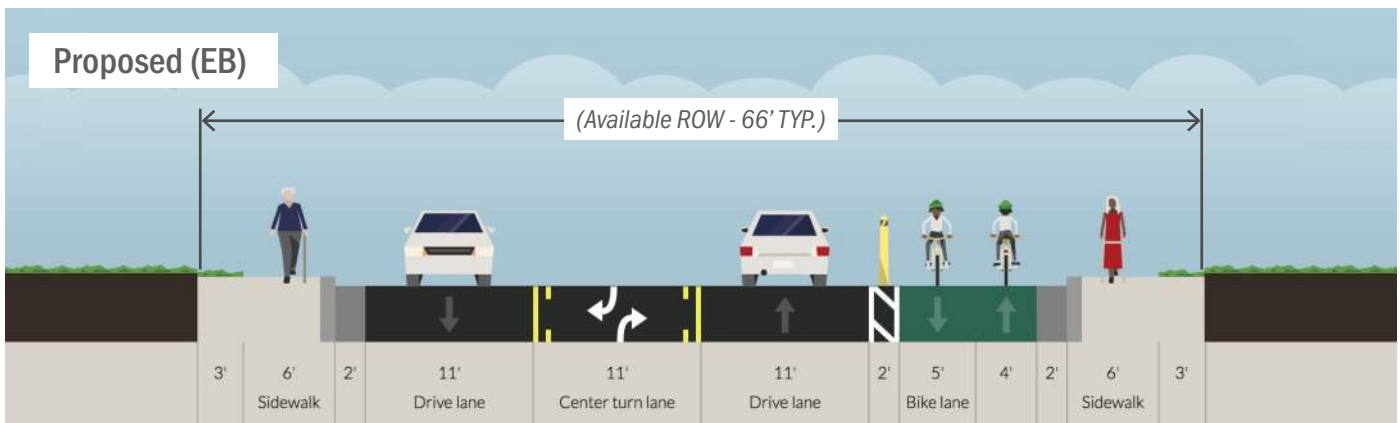 Proposed (EB)
(Available ROW - 66' TYP.)
3' 6' 2' 11' 11' 11' 2' 5' 4' 2' 6' 3'
Sidewalk Drive lane Center turn lane Drive lane Bike lane Sidewalk